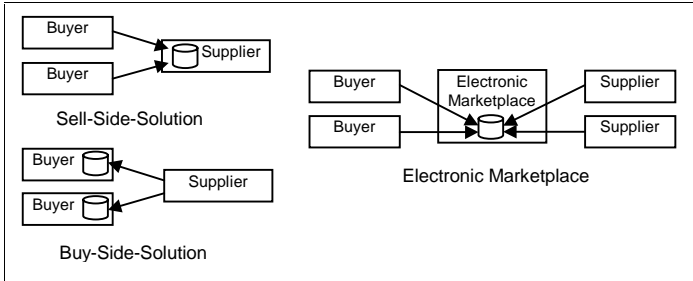 Buyer
Supplier
Buyer
Sell-Side-Solution
Buyer
Supplier
Buyer
Buy-Side-Solution
Buyer
Electronic
Marketplace
Supplier
Buyer
Supplier
Electronic Marketplace